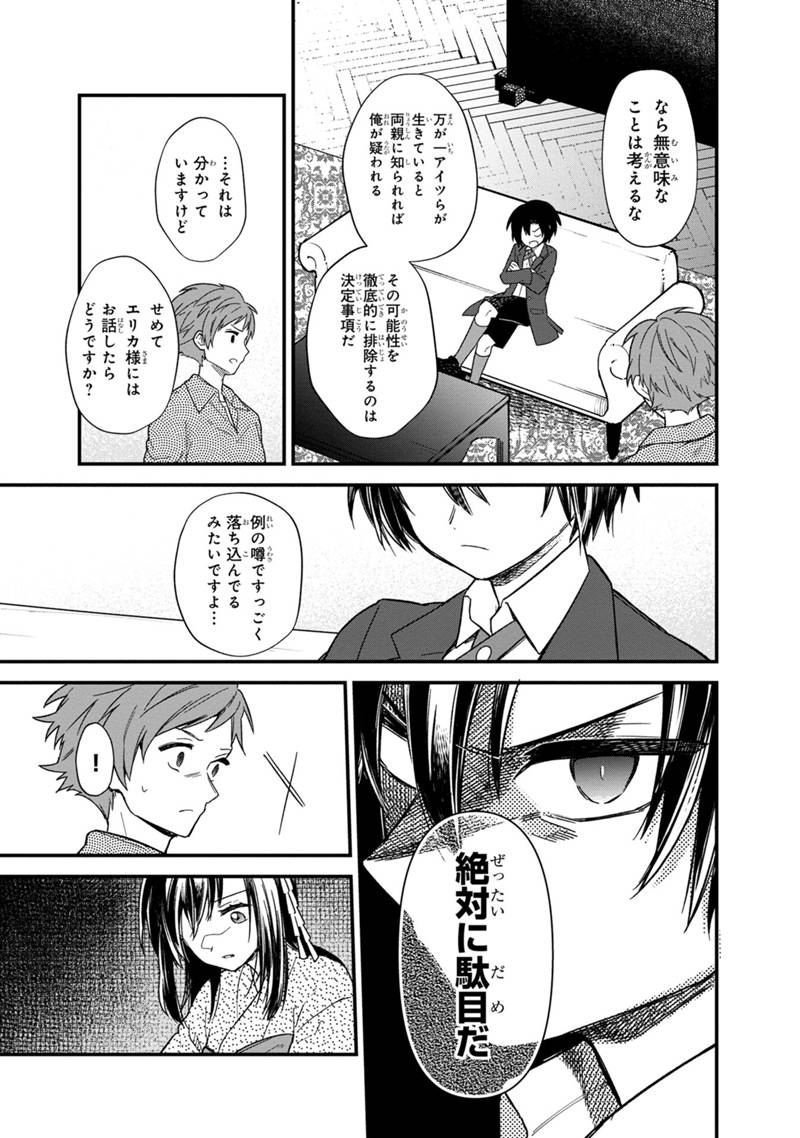 なら無意味な
ことは考えるな
万が一アイツらが
生きていると
両親に知られれば
俺が疑われる
その可能性を
徹底的に排除するのは
決定事項だ
…それは
分かって
いますけど
せめて
エリカ様には
お話したら
どうですか?
例の噂ですっごく
落ち込んでる
みたいですよ…
絶対に駄目だ
!